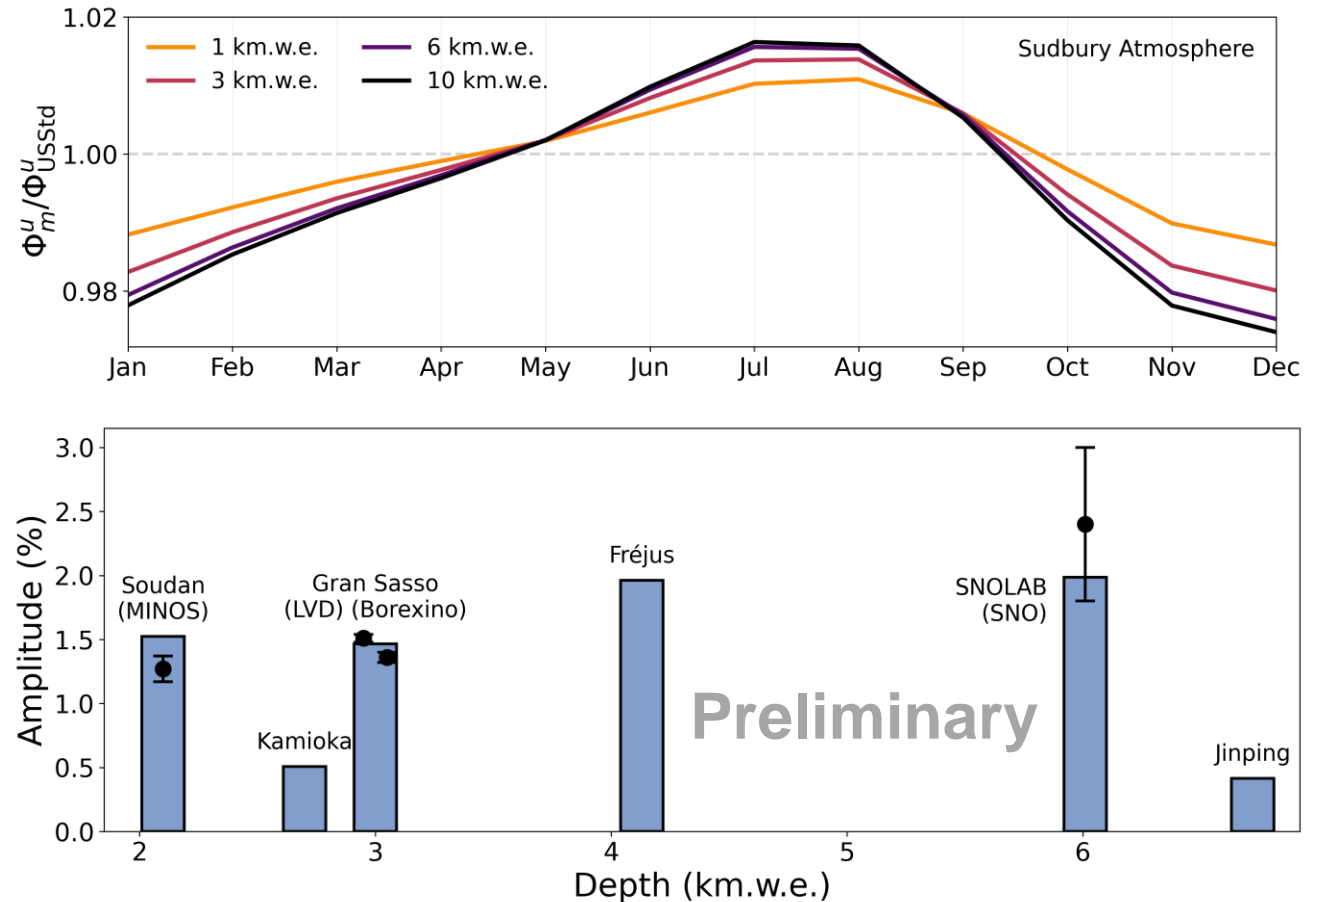 1.02
1 km.w.e.
6 km.w.e.
Sudbury Atmosphere
3 km.w.e.
10 km.w.e.
1.00
0.98
Φᵘₘ/Φᵘ_USStd
Jan Feb Mar Apr May Jun Jul Aug Sep Oct Nov Dec
3.0
2.5
2.0
1.5
1.0
0.5
0.0
Amplitude (%)
Soudan
(MINOS)
Gran Sasso
(LVD) (Borexino)
Fréjus
SNOLAB
(SNO)
Kamioka
Preliminary
Jinping
2 3 4 5 6
Depth (km.w.e.)